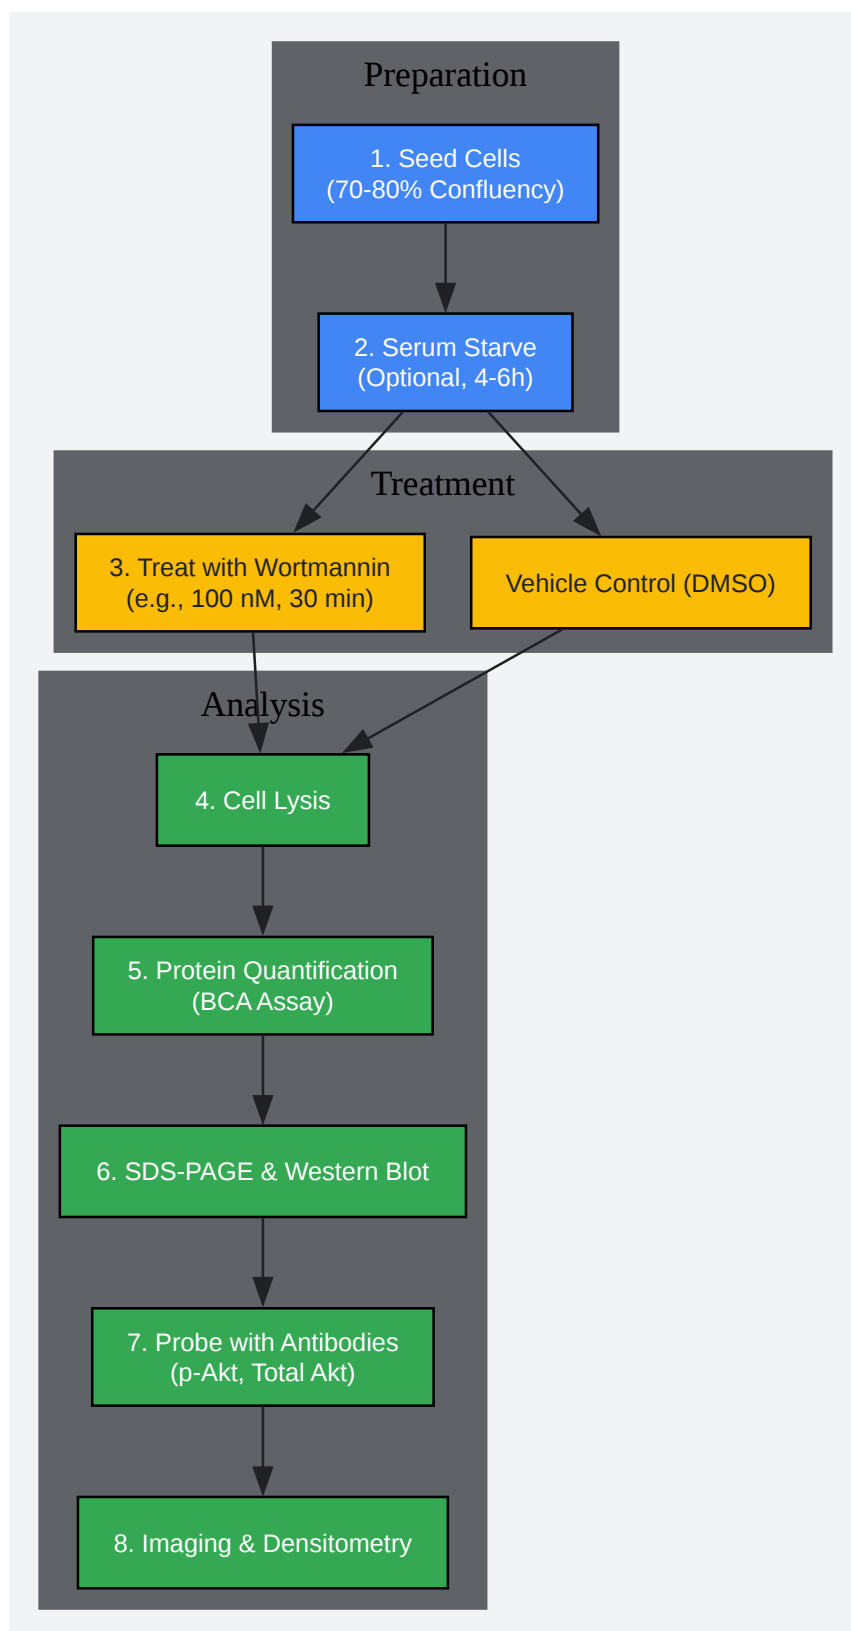 Preparation
1. Seed Cells
(70-80% Confluency)
2. Serum Starve
(Optional, 4-6h)
Treatment
3. Treat with Wortmannin
(e.g., 100 nM, 30 min)
Vehicle Control (DMSO)
Analysis
4. Cell Lysis
5. Protein Quantification
(BCA Assay)
6. SDS-PAGE & Western Blot
7. Probe with Antibodies
(p-Akt, Total Akt)
8. Imaging & Densitometry